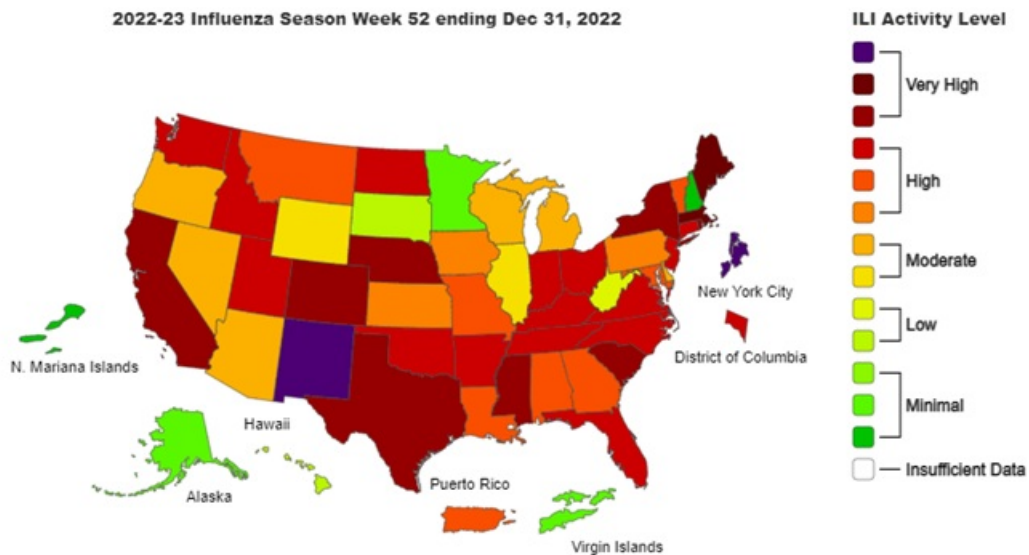 2022-23 Influenza Season Week 52 ending Dec 31, 2022
ILI Activity Level
Very High
High
Moderate
Low
Minimal
Insufficient Data
New York City
District of Columbia
N. Mariana Islands
Hawaii
Alaska
Puerto Rico
Virgin Islands